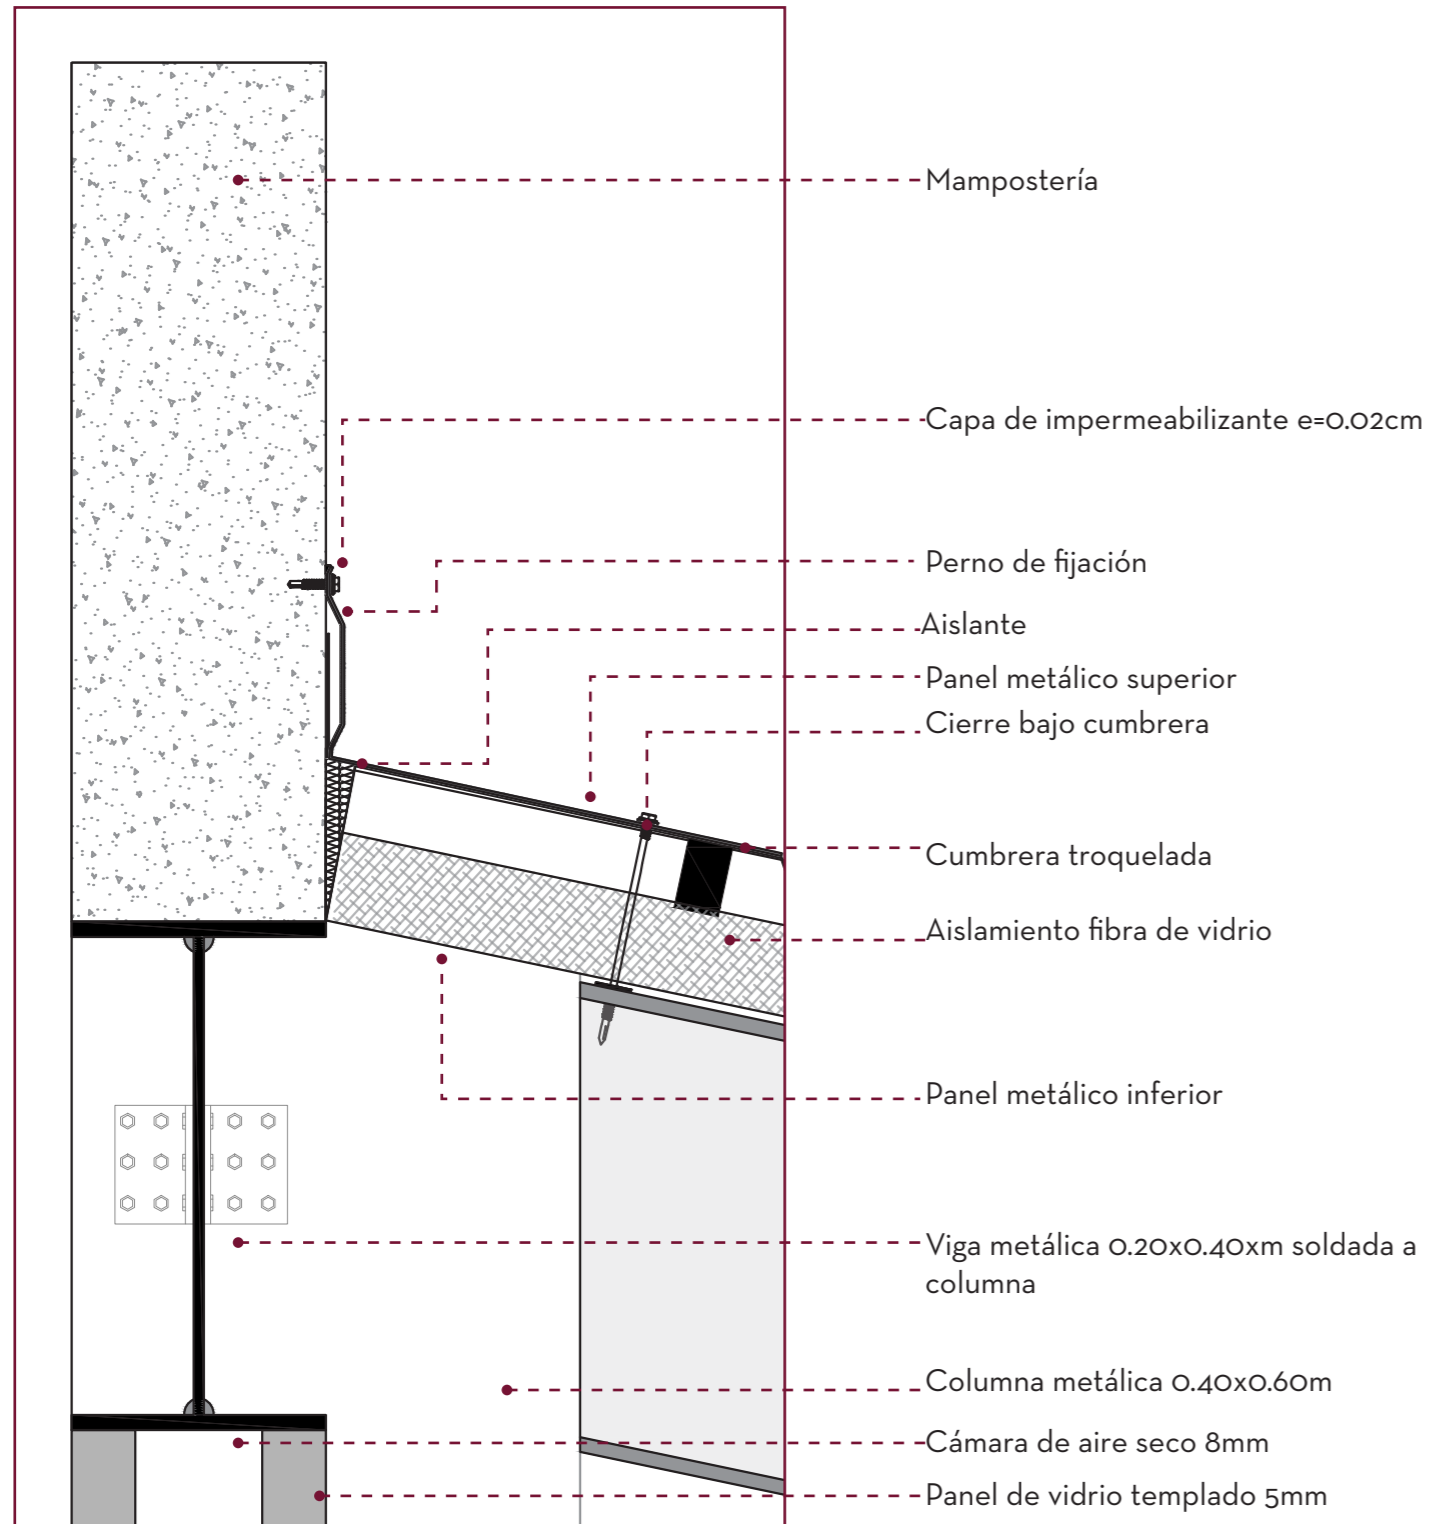 Mampostería
Capa de impermeabilizante e=0.02cm
Perno de fijación
Aislante
Panel metálico superior
Cierre bajo cumbrera
Cumbrera troquelada
Aislamiento fibra de vidrio
Panel metálico inferior
Viga metálica 0.20x0.40xm soldada a
columna
Columna metálica 0.40x0.60m
Cámara de aire seco 8mm
Panel de vidrio templado 5mm